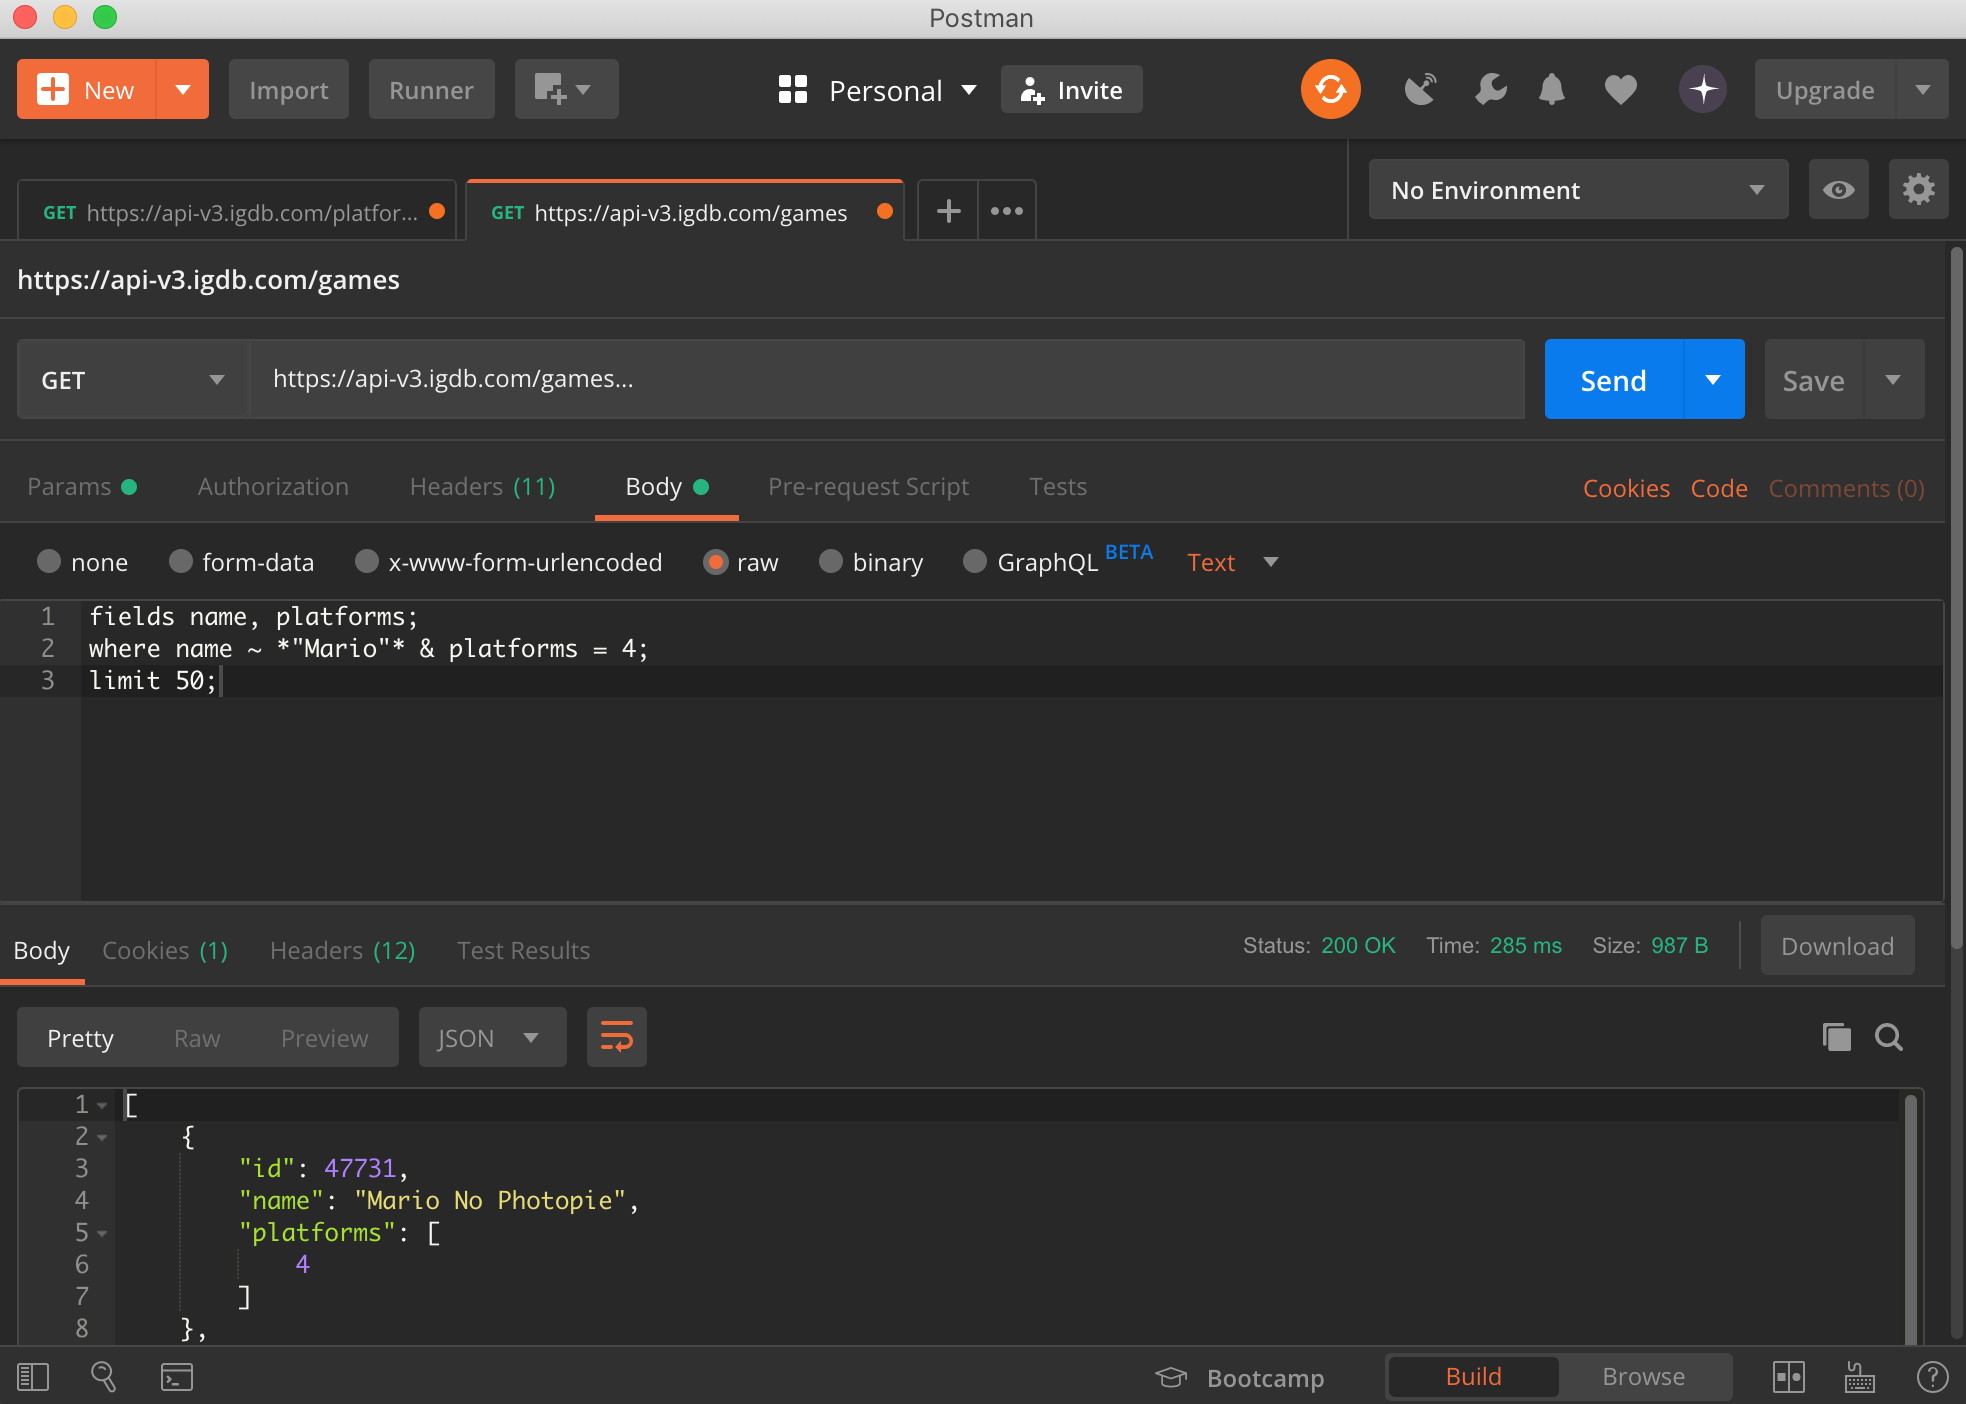 Postman
New Import Runner Personal Invite Upgrade
GET https://api-v3.igdb.com/platfor... GET https://api-v3.igdb.com/games No Environment
https://api-v3.igdb.com/games
GET https://api-v3.igdb.com/games... Send Save
Params Authorization Headers (11) Body Pre-request Script Tests Cookies Code Comments (0)
none form-data x-www-form-urlencoded raw binary GraphQL BETA Text
1 fields name, platforms;
2 where name ~ *"Mario"* & platforms = 4;
3 limit 50;
Body Cookies (1) Headers (12) Test Results Status: 200 OK Time: 285 ms Size: 987 B Download
Pretty Raw Preview JSON
1 [
2 {
3 "id": 47731,
4 "name": "Mario No Photopie",
5 "platforms": [
6 4
7 ]
8 },
Bootcamp Build Browse